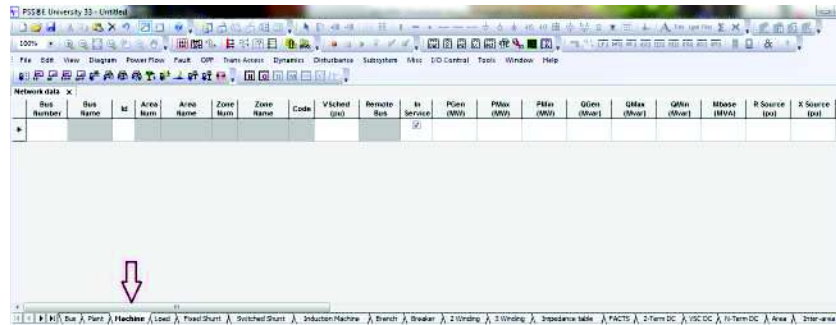 PSS®E University 33 - Untitled
100%
File Edit View Diagram Power Flow Fault OPF Trans Access Dynamics Disturbance Subsystem Misc I/O Control Tools Window Help
Network data ×
Bus Number Bus Name Id Area Num Area Name Zone Num Zone Name Code VSched (pu) Remote Bus In Service PGen (MW) PMax (MW) PMin (MW) QGen (Mvar) QMax (Mvar) QMin (Mvar) Mbase (MVA) R Source (pu) X Source (pu)
Bus Plant Machine Load Fixed Shunt Switched Shunt Induction Machine Branch Breaker 2 Winding 3 Winding Impedance table FACTS 2-Term DC VSC DC N-Term DC Area Inter-area